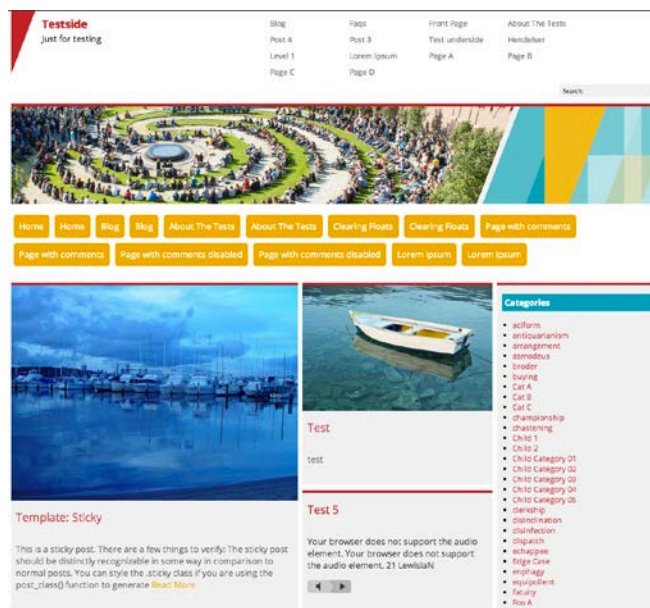 Testside
Just for testing
Blog Faqs Front Page About The Tests
Post 4 Post 3 Test underside Hendelser
Level 1 Lorem Ipsum Page A Page B
Page C Page D
Search:
Home Home Blog Blog About The Tests About The Tests Clearing Floats Clearing Floats Page with comments
Page with comments Page with comments disabled Page with comments disabled Lorem Ipsum Lorem Ipsum
Template: Sticky
This is a sticky post. There are a few things to verify: The sticky post
should be distinctly recognizable in some way in comparison to
normal posts. You can style the .sticky class if you are using the
post_class() function to generate Read More
Test
test
Test 5
Your browser does not support the audio
element. Your browser does not support
the audio element. 21 LewisiaN
Categories
aciform
antiquarianism
arrangement
asmodeus
broder
buying
Cat A
Cat B
Cat C
championship
chastening
Child 1
Child 2
Child Category 01
Child Category 02
Child Category 03
Child Category 04
Child Category 05
clerkship
disinclination
disinfection
dispatch
echappee
Edge Case
enphagy
equipollent
fatuity
Foo A